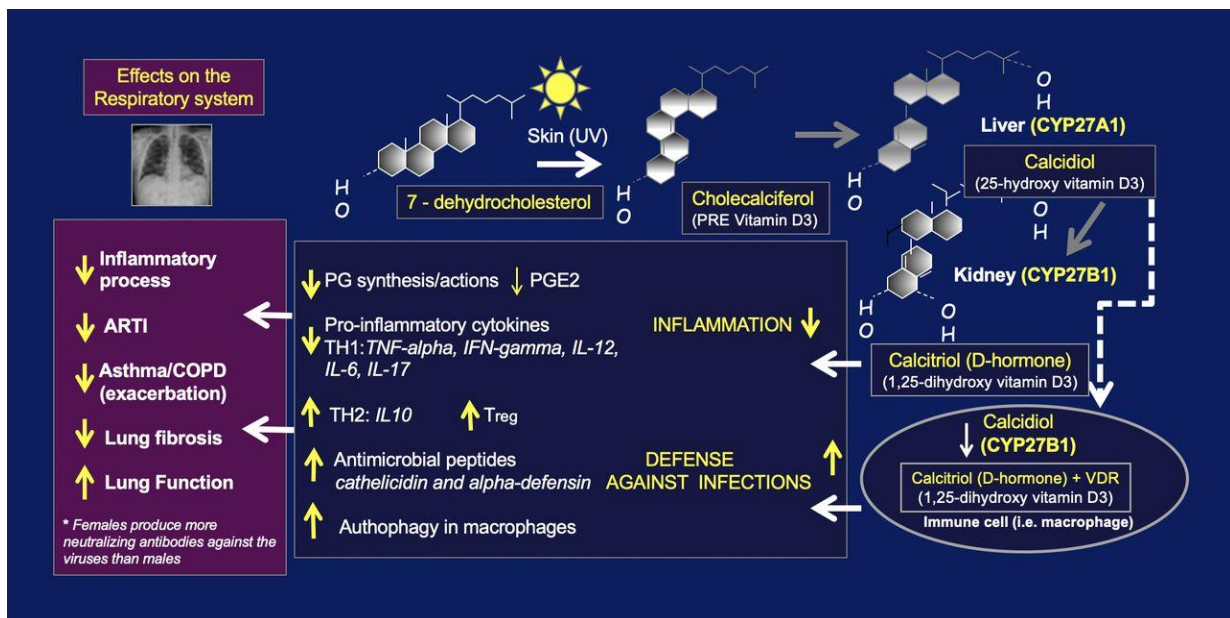 Effects on the
Respiratory system
Skin (UV)
H
O
7 - dehydrocholesterol
H
O
Cholecalciferol
(PRE Vitamin D3)
O
H
H
O
Liver (CYP27A1)
Calcidiol
(25-hydroxy vitamin D3)
O
H
Kidney (CYP27B1)
H
O
O
H
Calcitriol (D-hormone)
(1,25-dihydroxy vitamin D3)
Calcidiol
(CYP27B1)
Calcitriol (D-hormone) + VDR
(1,25-dihydroxy vitamin D3)
Immune cell (i.e. macrophage)
PG synthesis/actions PGE2
Pro-inflammatory cytokines
TH1:TNF-alpha, IFN-gamma, IL-12,
IL-6, IL-17
INFLAMMATION
TH2: IL10 Treg
Antimicrobial peptides
cathelicidin and alpha-defensin
DEFENSE
AGAINST INFECTIONS
Authophagy in macrophages
Inflammatory
process
ARTI
Asthma/COPD
(exacerbation)
Lung fibrosis
Lung Function
* Females produce more
neutralizing antibodies against the
viruses than males